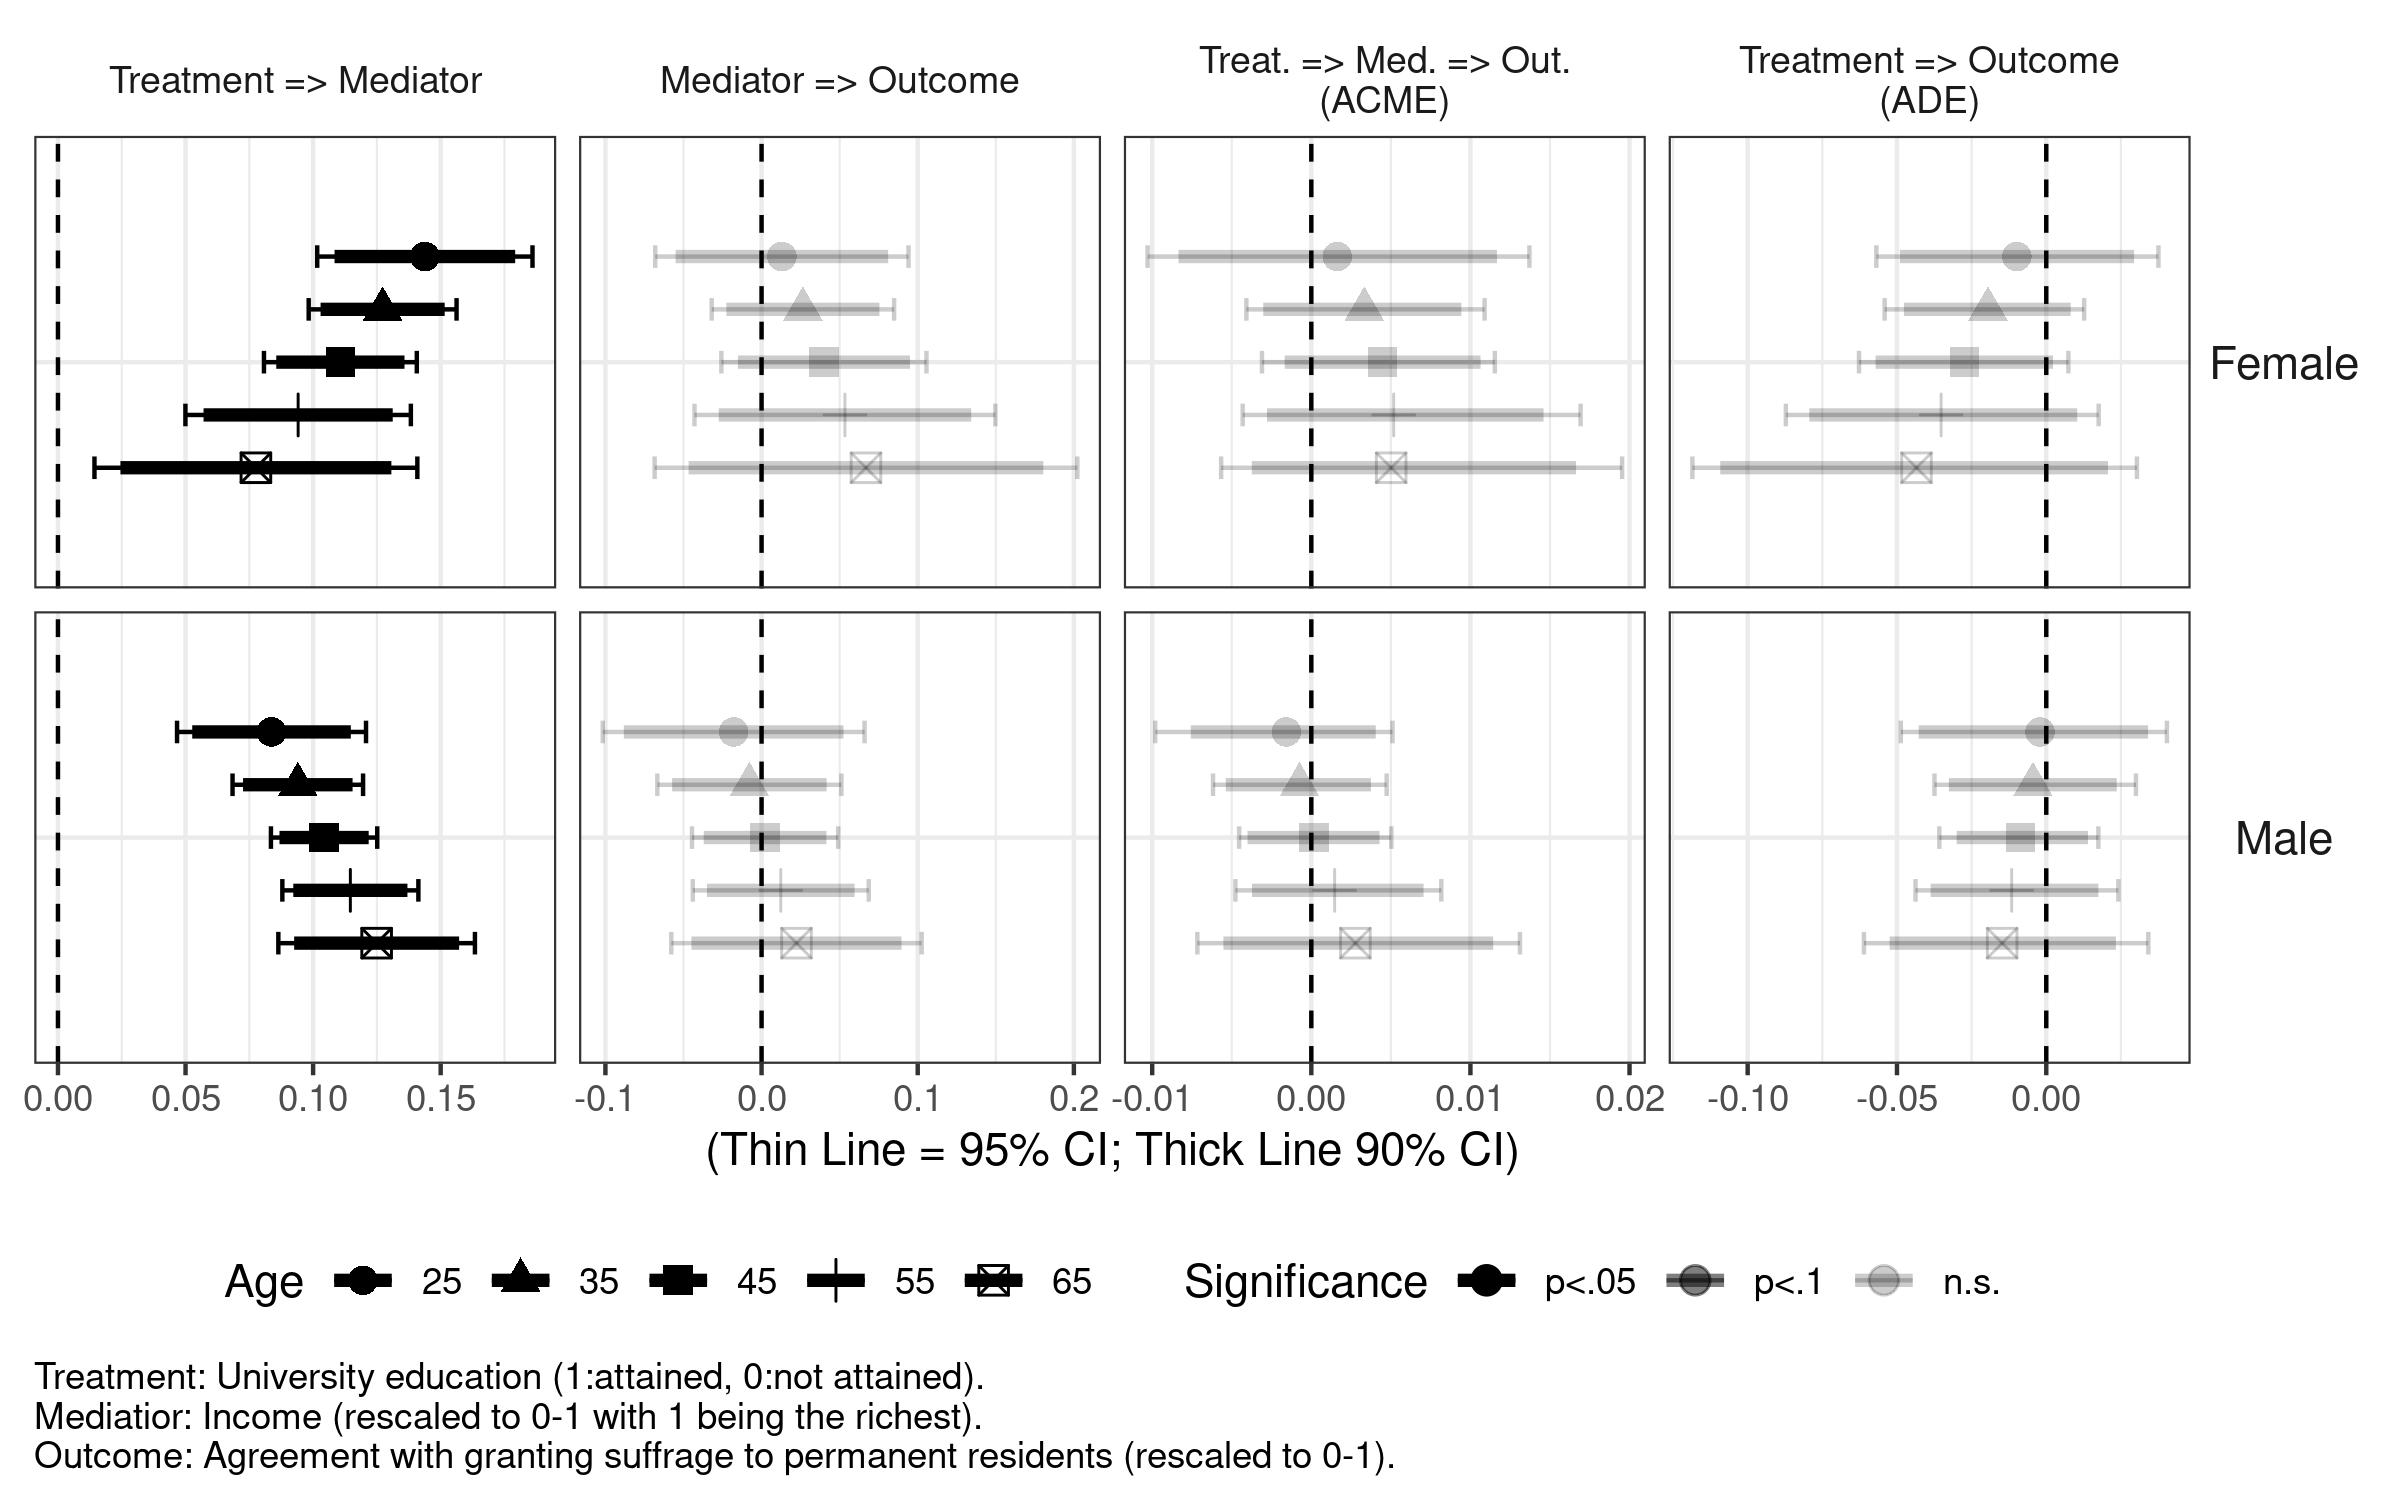 Treatment => Mediator
Mediator => Outcome
Treat. => Med. => Out.
(ACME)
Treatment => Outcome
(ADE)
Female
Male
0.00 0.05 0.10 0.15
-0.1 0.0 0.1 0.2
-0.01 0.00 0.01 0.02
-0.10 -0.05 0.00
(Thin Line = 95% CI; Thick Line 90% CI)
Age 25 35 45 55 65
Significance p<.05 p<.1 n.s.
Treatment: University education (1:attained, 0:not attained).
Mediatior: Income (rescaled to 0-1 with 1 being the richest).
Outcome: Agreement with granting suffrage to permanent residents (rescaled to 0-1).